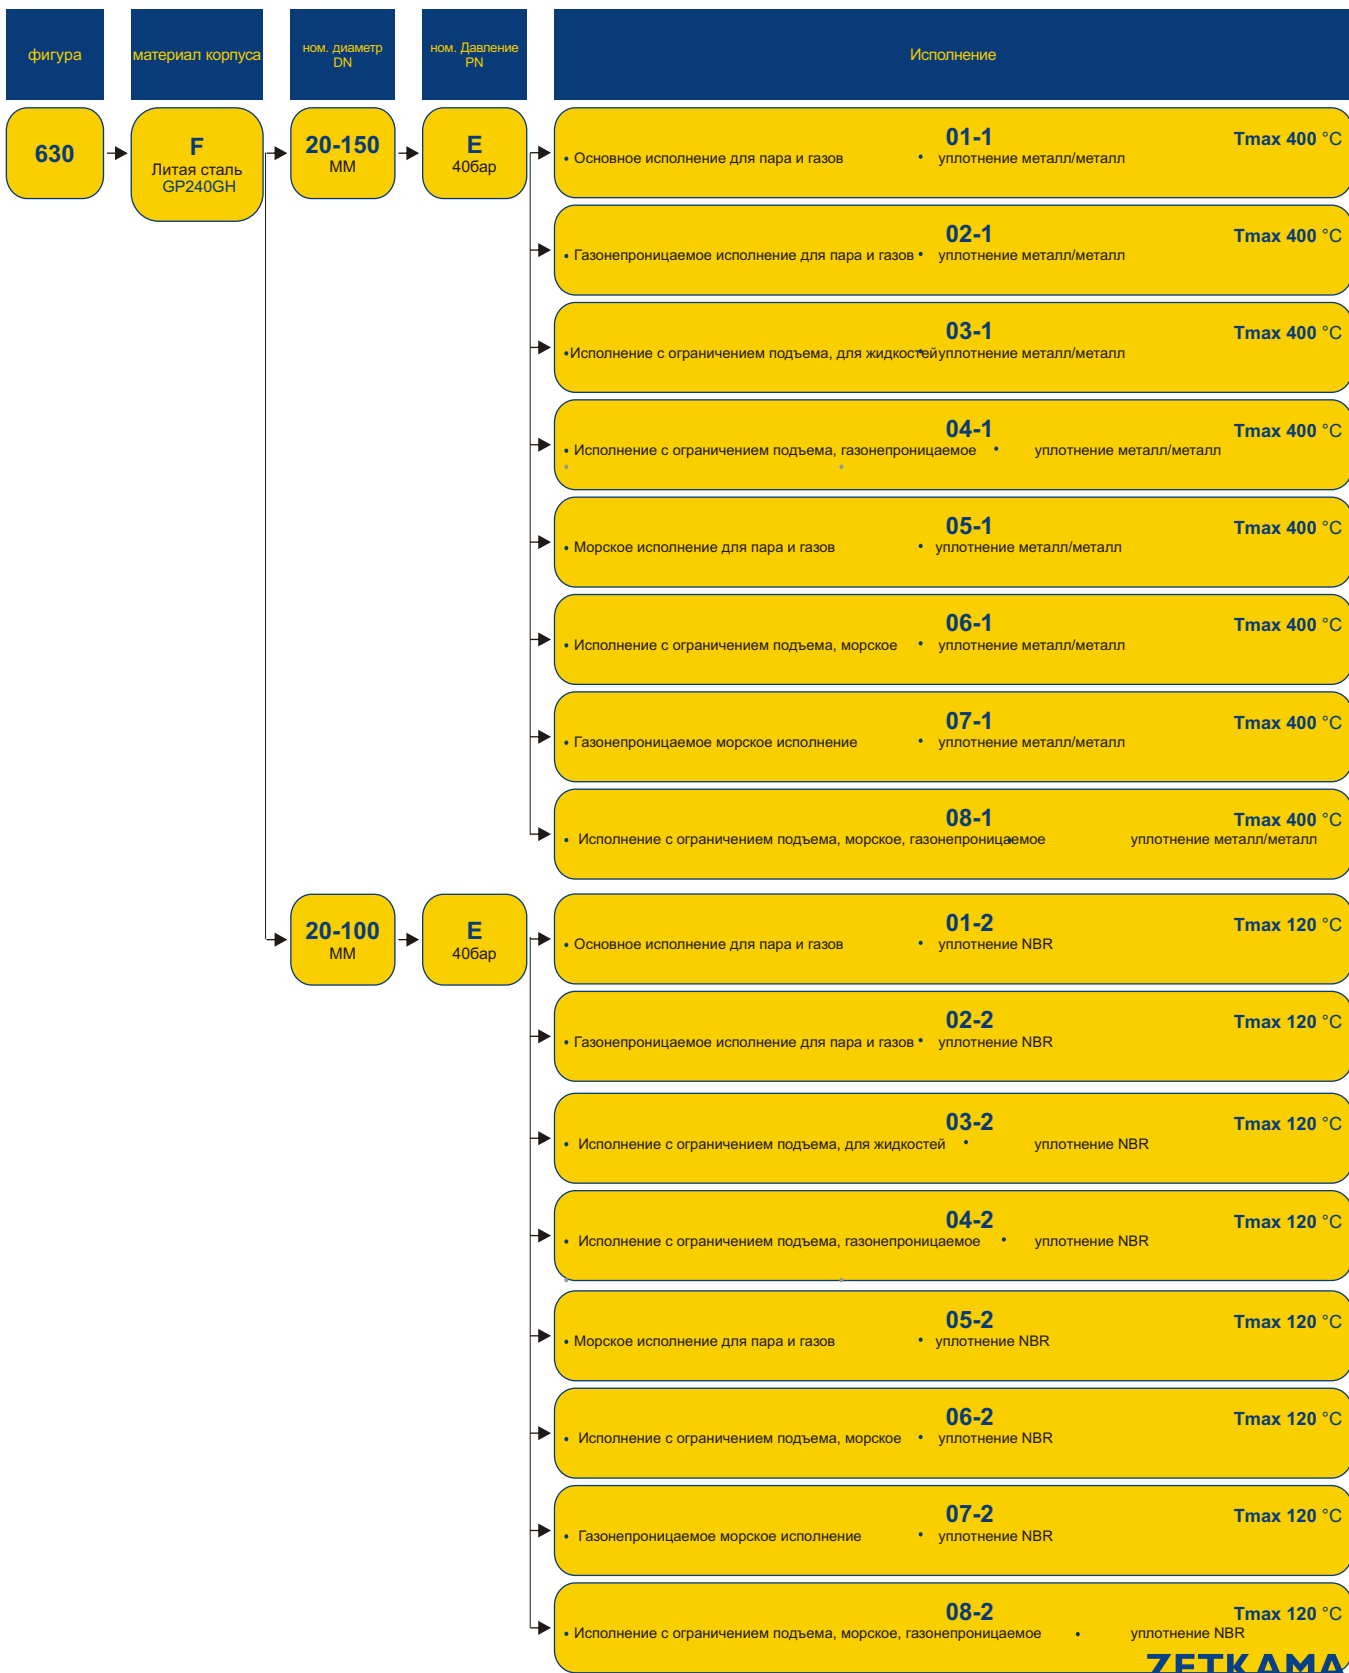 фигура
материал корпуса
ном. диаметр
DN
ном. Давление
PN
Исполнение
630
F
Литая сталь
GP240GH
20-150
ММ
E
40бар
01-1 Tmax 400 °C
• Основное исполнение для пара и газов • уплотнение металл/металл
02-1 Tmax 400 °C
• Газонепроницаемое исполнение для пара и газов • уплотнение металл/металл
03-1 Tmax 400 °C
• Исполнение с ограничением подъема, для жидкостей • уплотнение металл/металл
04-1 Tmax 400 °C
• Исполнение с ограничением подъема, газонепроницаемое • уплотнение металл/металл
05-1 Tmax 400 °C
• Морское исполнение для пара и газов • уплотнение металл/металл
06-1 Tmax 400 °C
• Исполнение с ограничением подъема, морское • уплотнение металл/металл
07-1 Tmax 400 °C
• Газонепроницаемое морское исполнение • уплотнение металл/металл
08-1 Tmax 400 °C
• Исполнение с ограничением подъема, морское, газонепроницаемое • уплотнение металл/металл
20-100
ММ
E
40бар
01-2 Tmax 120 °C
• Основное исполнение для пара и газов • уплотнение NBR
02-2 Tmax 120 °C
• Газонепроницаемое исполнение для пара и газов • уплотнение NBR
03-2 Tmax 120 °C
• Исполнение с ограничением подъема, для жидкостей • уплотнение NBR
04-2 Tmax 120 °C
• Исполнение с ограничением подъема, газонепроницаемое • уплотнение NBR
05-2 Tmax 120 °C
• Морское исполнение для пара и газов • уплотнение NBR
06-2 Tmax 120 °C
• Исполнение с ограничением подъема, морское • уплотнение NBR
07-2 Tmax 120 °C
• Газонепроницаемое морское исполнение • уплотнение NBR
08-2 Tmax 120 °C
• Исполнение с ограничением подъема, морское, газонепроницаемое • уплотнение NBR
ZETKAMA